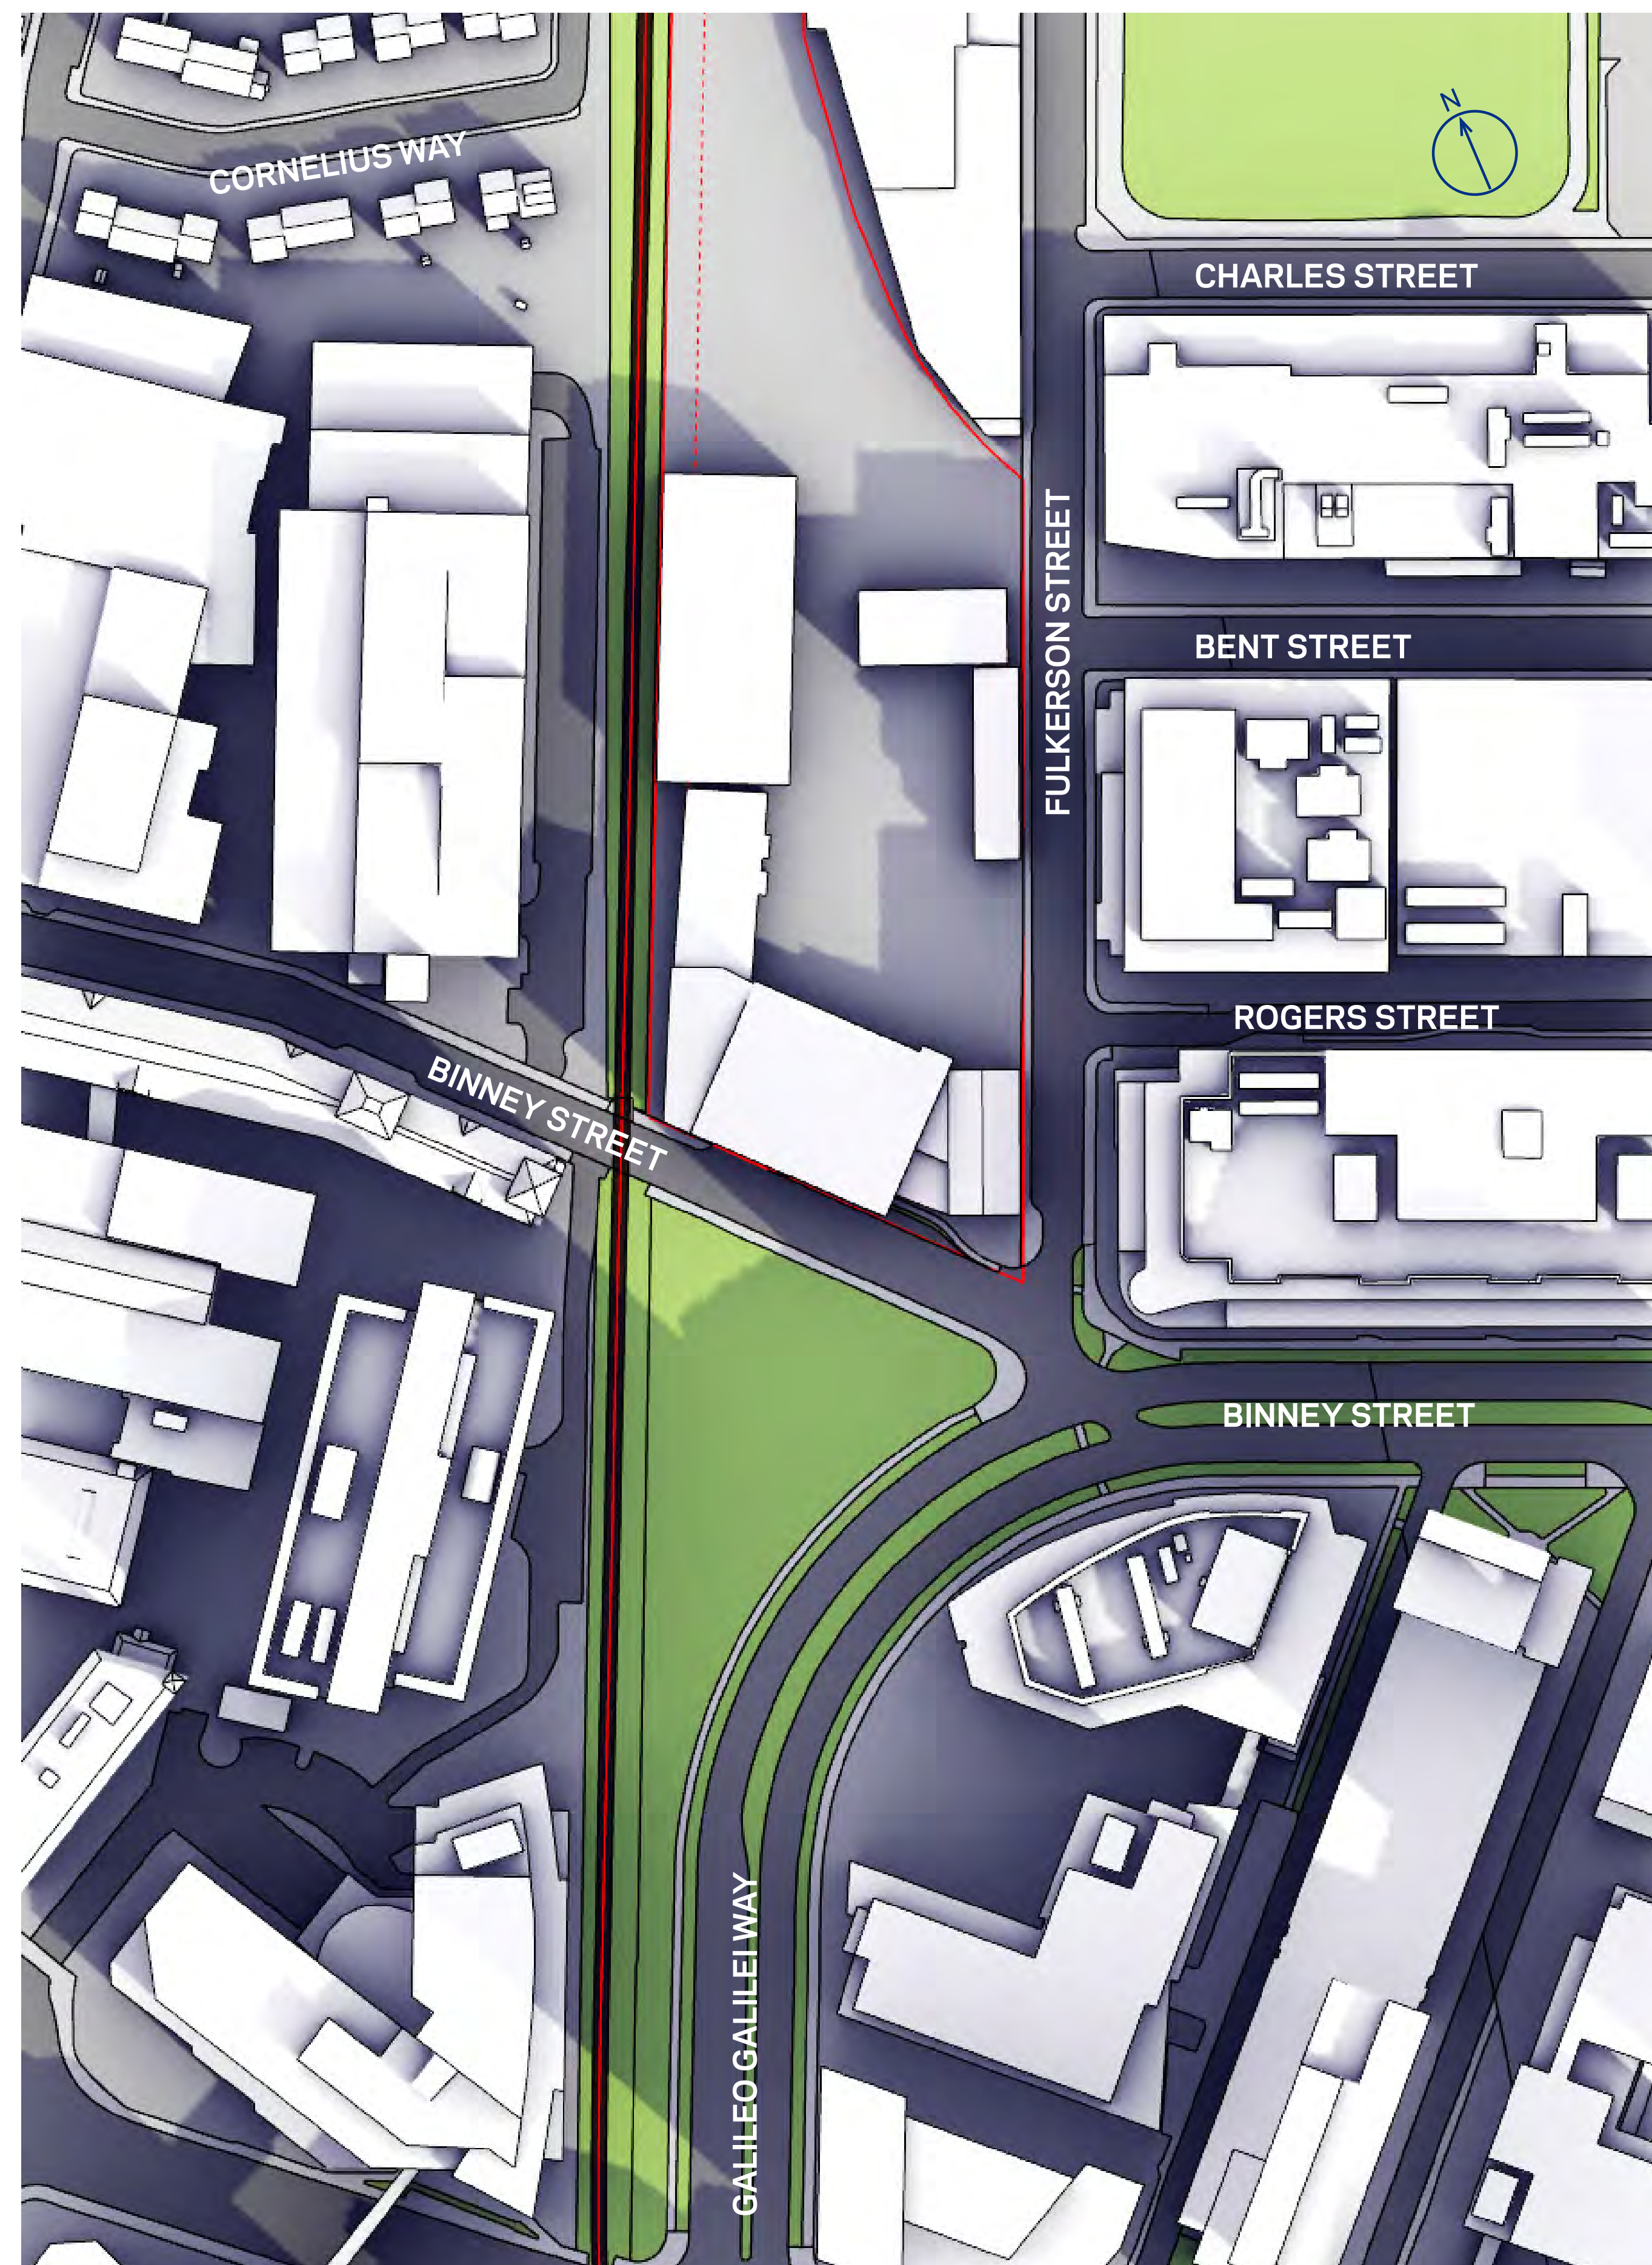 N
CORNELIUS WAY
CHARLES STREET
FULKERSON STREET
BENT STREET
ROGERS STREET
BINNEY STREET
BINNEY STREET
GALILEO GALILEI WAY